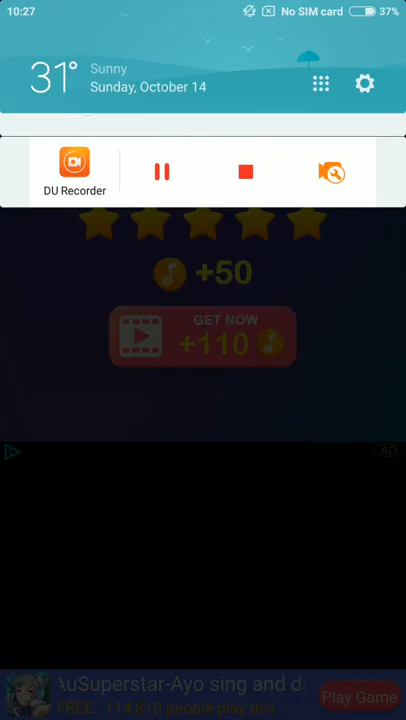 10:27
No SIM card 37%
31°
Sunny
Sunday, October 14
DU Recorder
+50
GET NOW
+110
AD
AuSuperstar-Ayo sing and da
FREE 114,810 people play this
Play Game